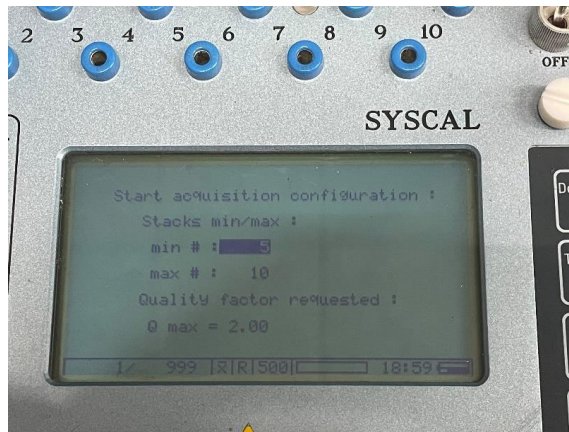 2 3 4 5 6 7 8 9 10
OFF
SYSCAL
Start acquisition configuration :
Stacks min/max :
min # : 5
max # : 10
Quality factor requested :
Q max = 2.00
1/ 999 |X̅|R|500| 18:59